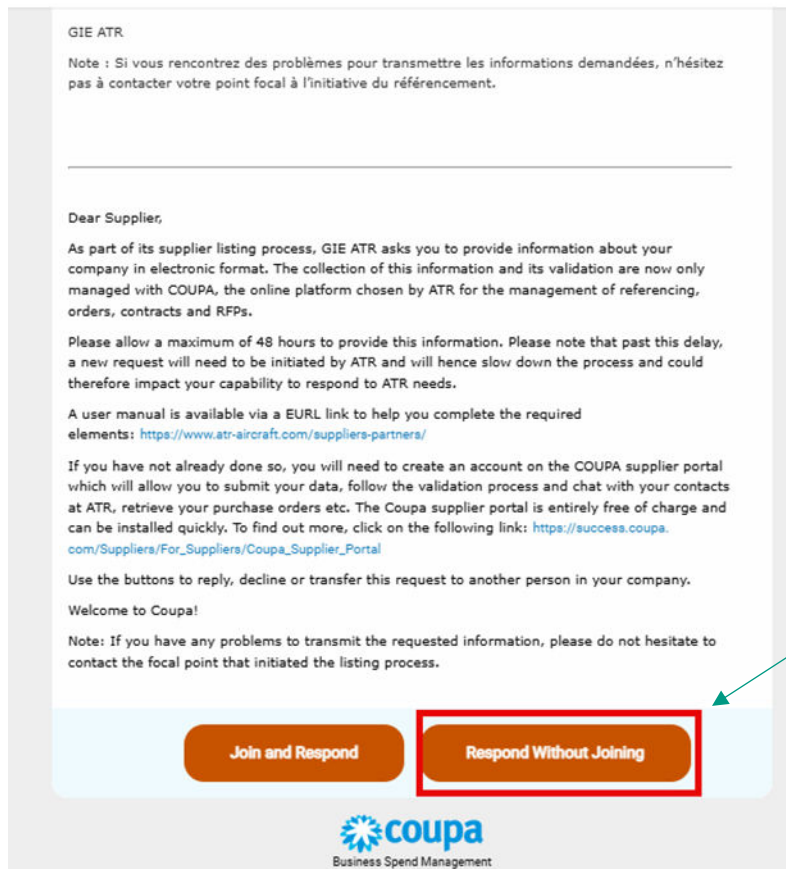 GIE ATR
Note : Si vous rencontrez des problèmes pour transmettre les informations demandées, n'hésitez
pas à contacter votre point focal à l'initiative du référencement.
Dear Supplier,
As part of its supplier listing process, GIE ATR asks you to provide information about your
company in electronic format. The collection of this information and its validation are now only
managed with COUPA, the online platform chosen by ATR for the management of referencing,
orders, contracts and RFPs.
Please allow a maximum of 48 hours to provide this information. Please note that past this delay,
a new request will need to be initiated by ATR and will hence slow down the process and could
therefore impact your capability to respond to ATR needs.
A user manual is available via a EURL link to help you complete the required
elements: https://www.atr-aircraft.com/suppliers-partners/
If you have not already done so, you will need to create an account on the COUPA supplier portal
which will allow you to submit your data, follow the validation process and chat with your contacts
at ATR, retrieve your purchase orders etc. The Coupa supplier portal is entirely free of charge and
can be installed quickly. To find out more, click on the following link: https://success.coupa.
com/Suppliers/For_Suppliers/Coupa_Supplier_Portal
Use the buttons to reply, decline or transfer this request to another person in your company.
Welcome to Coupa!
Note: If you have any problems to transmit the requested information, please do not hesitate to
contact the focal point that initiated the listing process.
Join and Respond
Respond Without Joining
coupa
Business Spend Management